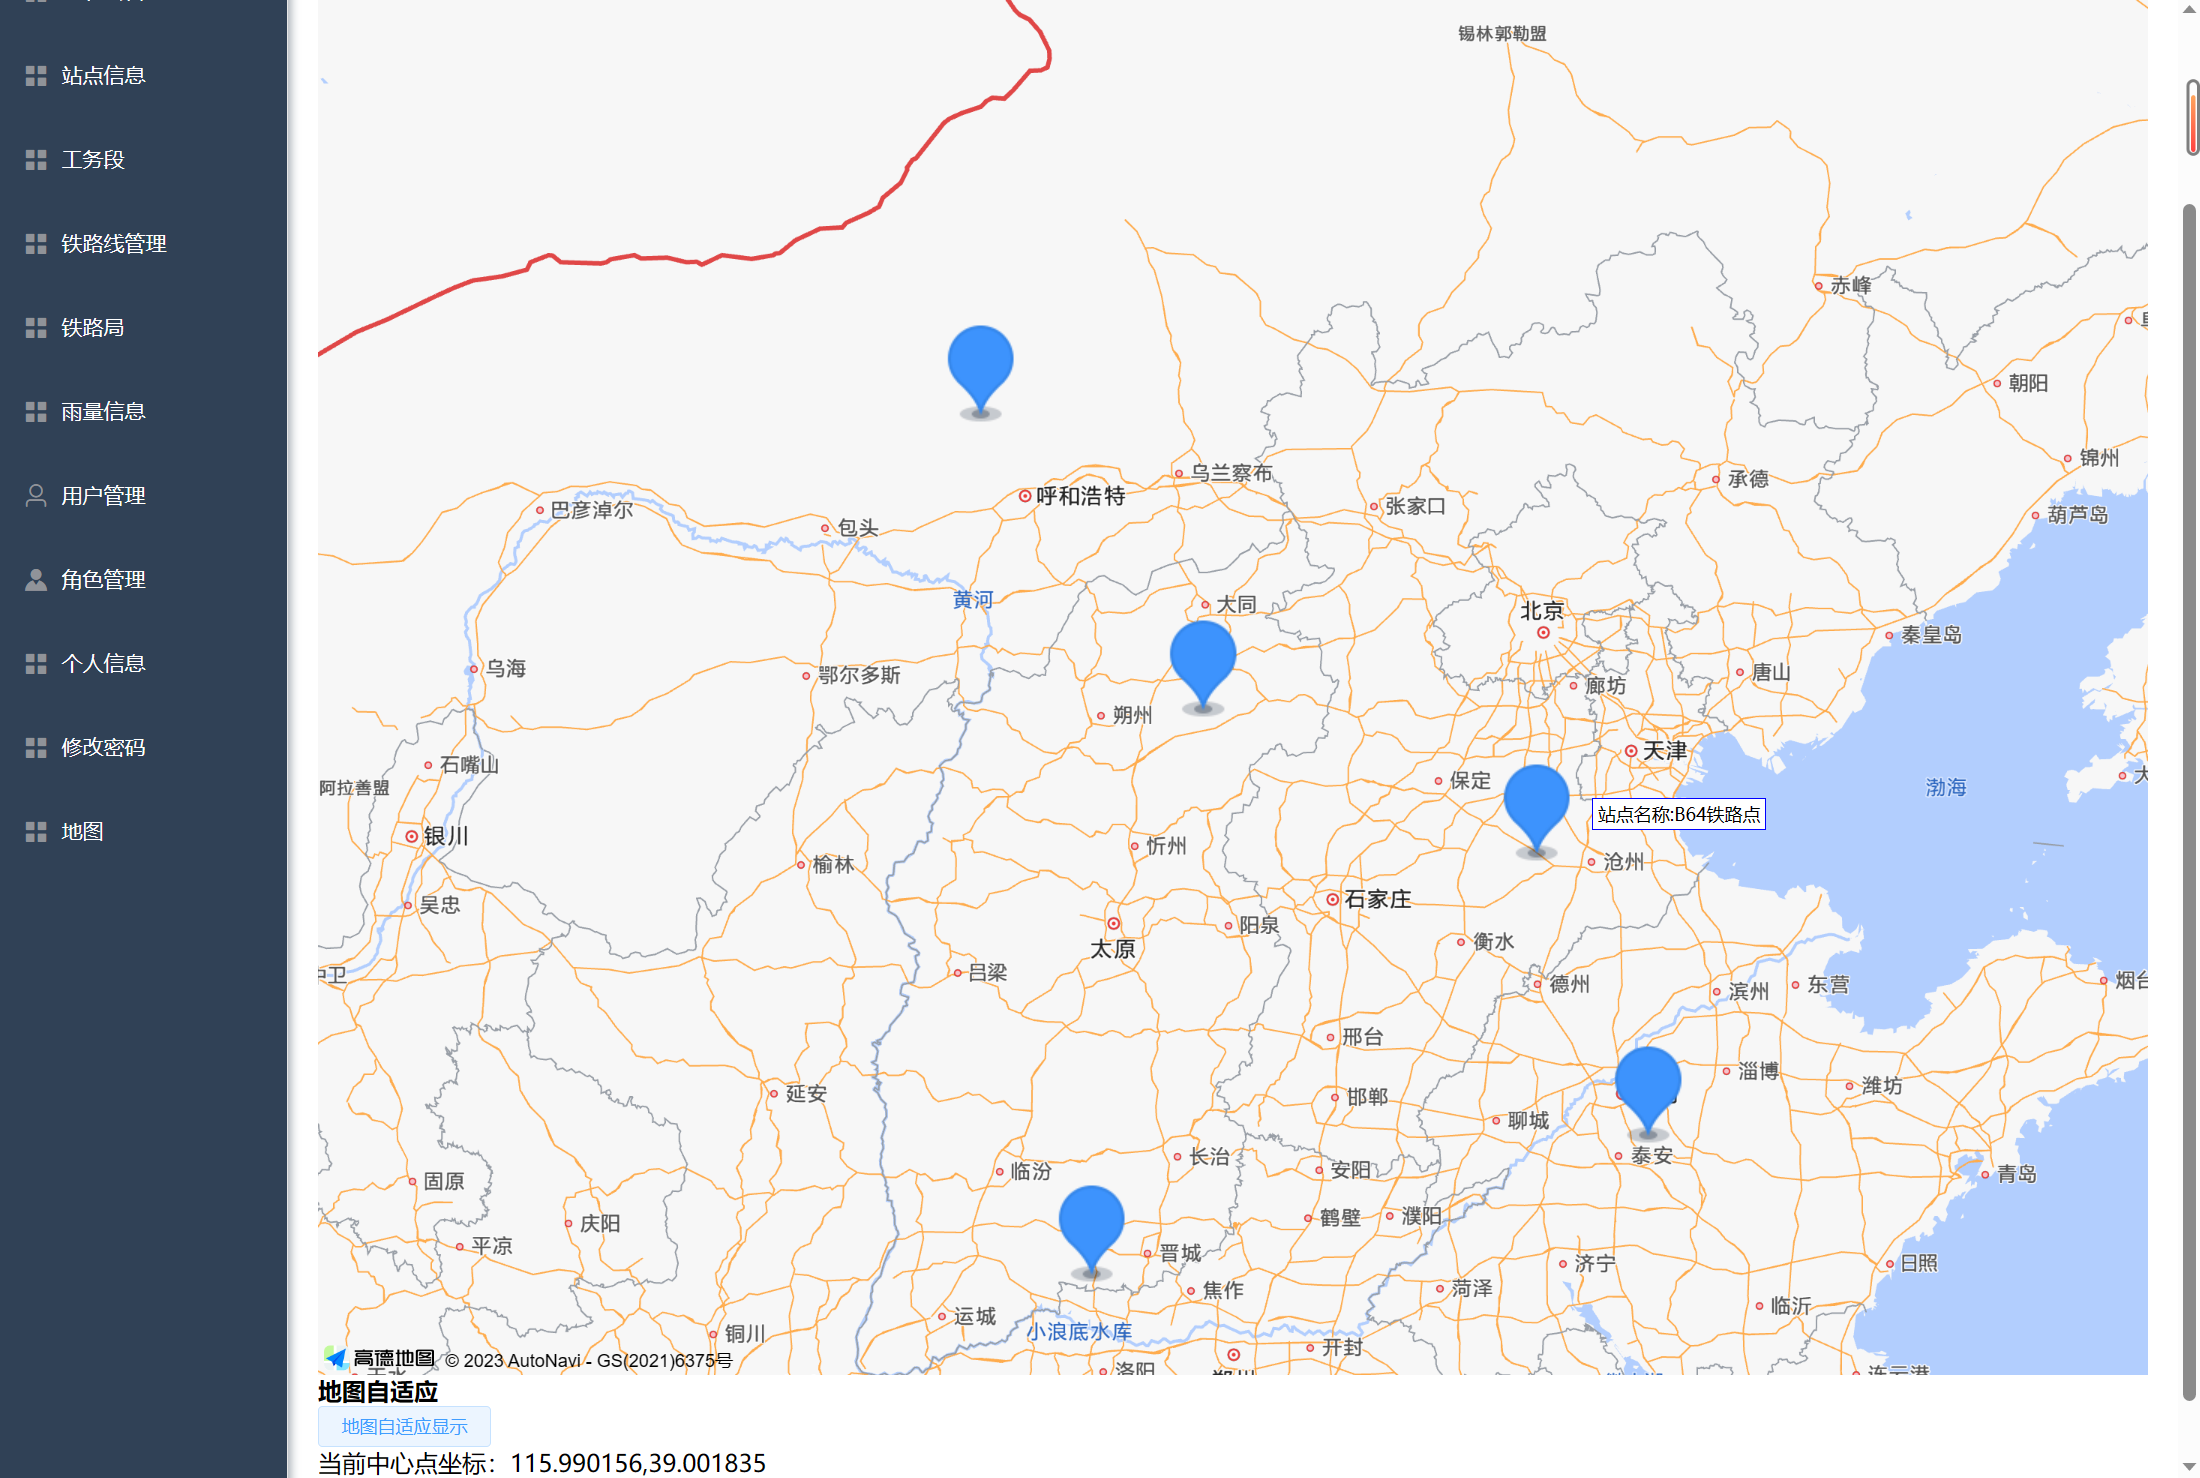 站点信息
工务段
铁路线管理
铁路局
雨量信息
用户管理
角色管理
个人信息
修改密码
地图
锡林郭勒盟
赤峰
朝阳
锦州
乌兰察布
承德
呼和浩特
张家口
巴彦淖尔
葫芦岛
包头
黄河
大同
北京
秦皇岛
乌海
鄂尔多斯
唐山
廊坊
朔州
天津
石嘴山
保定
阿拉善盟
渤海
站点名称:B64铁路点
银川
忻州
榆林
沧州
石家庄
吴忠
阳泉
太原
衡水
吕梁
中卫
德州
滨州
东营
烟台
邢台
淄博
潍坊
延安
邯郸
聊城
泰安
长治
临汾
安阳
青岛
固原
鹤壁
濮阳
庆阳
平凉
晋城
济宁
日照
焦作
菏泽
临沂
运城
小浪底水库
铜川
开封
高德地图 © 2023 AutoNavi - GS(2021)6375号
洛阳
连云港
地图自适应
地图自适应显示
当前中心点坐标：115.990156,39.001835